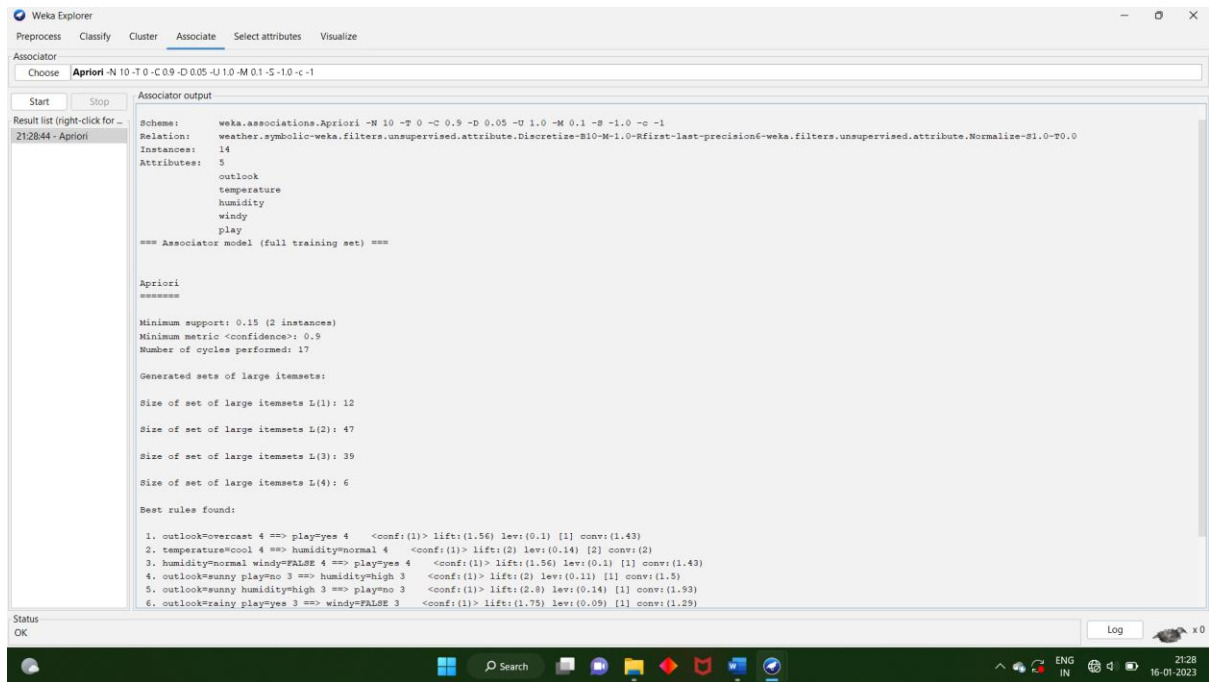 Weka Explorer
Preprocess Classify Cluster Associate Select attributes Visualize
Associator
Choose Apriori -N 10 -T 0 -C 0.9 -D 0.05 -U 1.0 -M 0.1 -S -1.0 -c -1
Start Stop
Result list (right-click for ...
21:28:44 - Apriori
Associator output
Scheme: weka.associations.Apriori -N 10 -T 0 -C 0.9 -D 0.05 -U 1.0 -M 0.1 -S -1.0 -c -1
Relation: weather.symbolic-weka.filters.unsupervised.attribute.Discretize-B10-M-1.0-Rfirst-last-precision6-weka.filters.unsupervised.attribute.Normalize-S1.0-T0.0
Instances: 14
Attributes: 5
outlook
temperature
humidity
windy
play
=== Associator model (full training set) ===
Apriori
=======
Minimum support: 0.15 (2 instances)
Minimum metric <confidence>: 0.9
Number of cycles performed: 17
Generated sets of large itemsets:
Size of set of large itemsets L(1): 12
Size of set of large itemsets L(2): 47
Size of set of large itemsets L(3): 39
Size of set of large itemsets L(4): 6
Best rules found:
1. outlook=overcast 4 ==> play=yes 4 <conf:(1)> lift:(1.56) lev:(0.1) [1] conv:(1.43)
2. temperature=cool 4 ==> humidity=normal 4 <conf:(1)> lift:(2) lev:(0.14) [2] conv:(2)
3. humidity=normal windy=FALSE 4 ==> play=yes 4 <conf:(1)> lift:(1.56) lev:(0.1) [1] conv:(1.43)
4. outlook=sunny play=no 3 ==> humidity=high 3 <conf:(1)> lift:(2) lev:(0.11) [1] conv:(1.5)
5. outlook=sunny humidity=high 3 ==> play=no 3 <conf:(1)> lift:(2.8) lev:(0.14) [1] conv:(1.93)
6. outlook=rainy play=yes 3 ==> windy=FALSE 3 <conf:(1)> lift:(1.75) lev:(0.09) [1] conv:(1.29)
Status
OK
Log x 0
Search
ENG
IN
21:28
16-01-2023